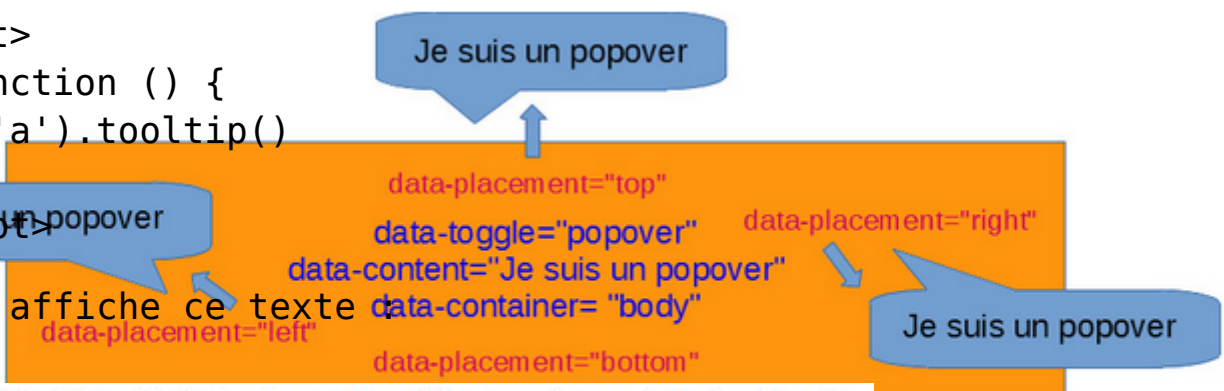 t>
Je suis un popover
nction () {
'a').tooltip()
data-placement="top"
un popover
pt>
data-toggle="popover"
data-placement="right"
data-content="Je suis un popover"
affiche ce texte :
data-container= "body"
data-placement="left"
Je suis un popover
data-placement="bottom"